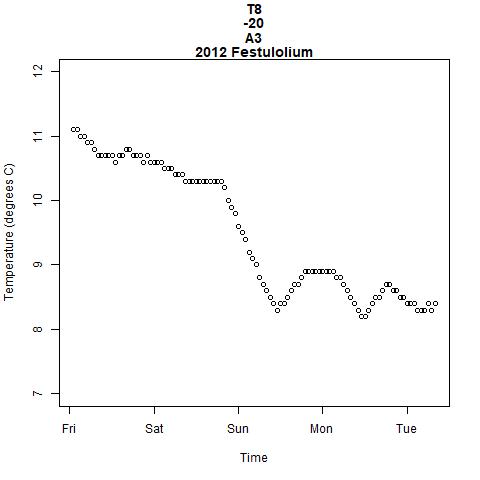 T8
-20
A3
2012 Festulolium
Temperature (degrees C)
12
11
10
9
8
7
Fri Sat Sun Mon Tue
Time